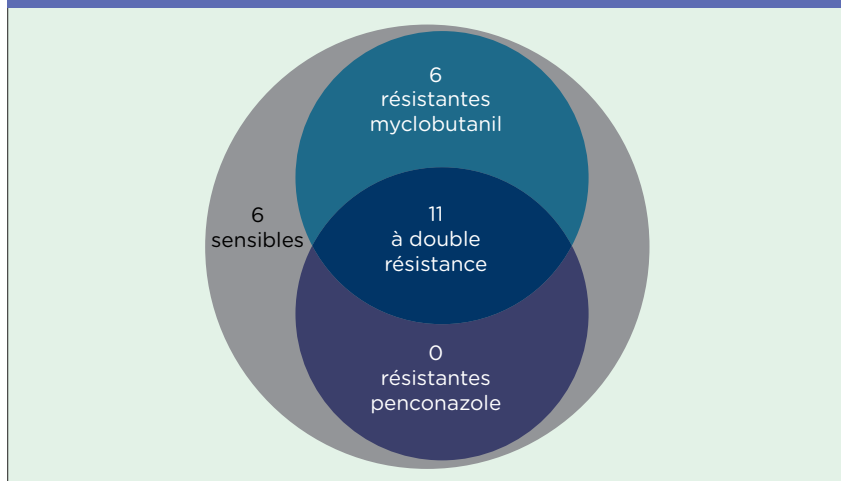 6
résistantes
myclobutanil
6
sensibles
11
à double
résistance
0
résistantes
penconazole